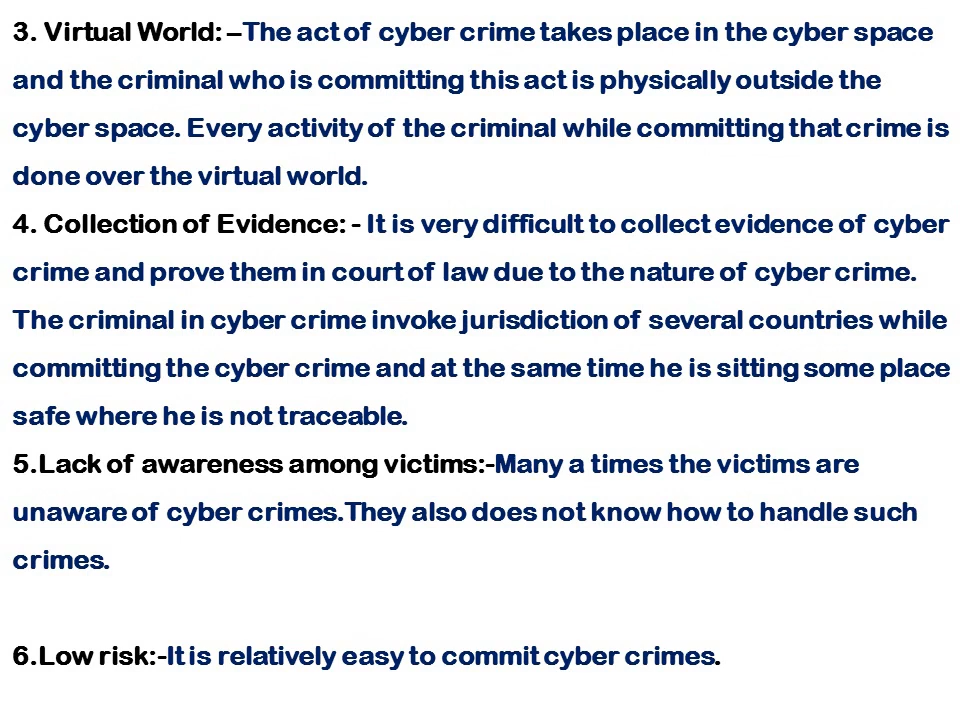 3. Virtual World: –The act of cyber crime takes place in the cyber space
and the criminal who is committing this act is physically outside the
cyber space. Every activity of the criminal while committing that crime is
done over the virtual world.
4. Collection of Evidence: - It is very difficult to collect evidence of cyber
crime and prove them in court of law due to the nature of cyber crime.
The criminal in cyber crime invoke jurisdiction of several countries while
committing the cyber crime and at the same time he is sitting some place
safe where he is not traceable.
5.Lack of awareness among victims:-Many a times the victims are
unaware of cyber crimes.They also does not know how to handle such
crimes.
6.Low risk:-It is relatively easy to commit cyber crimes.